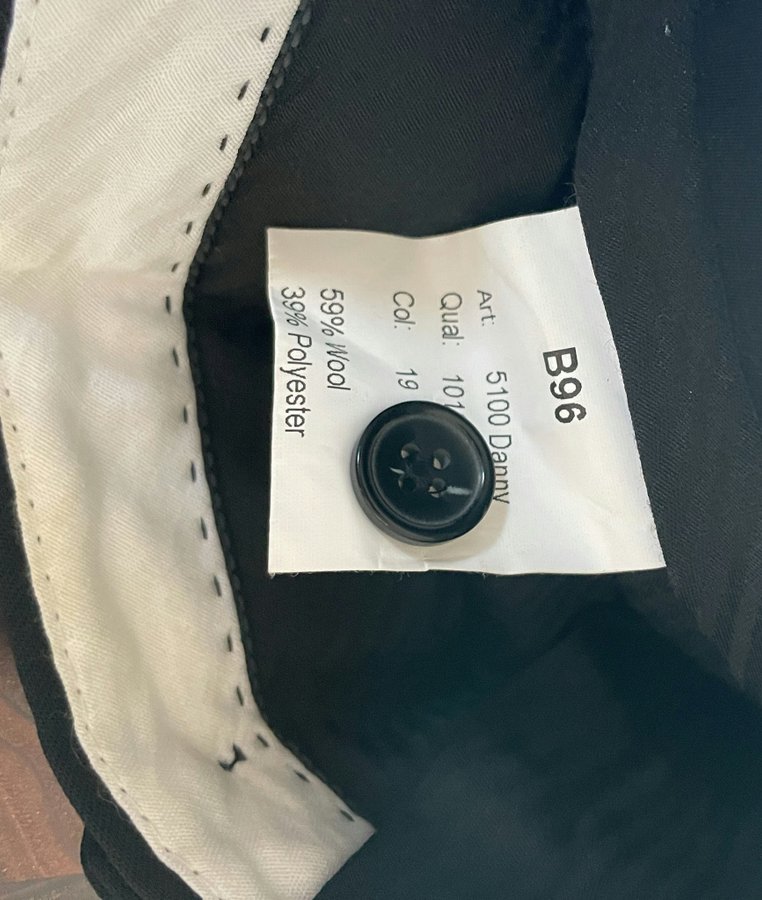 B96
Art: 5100 Danny
Qual: 101
Col: 19
59% Wool
39% Polyester